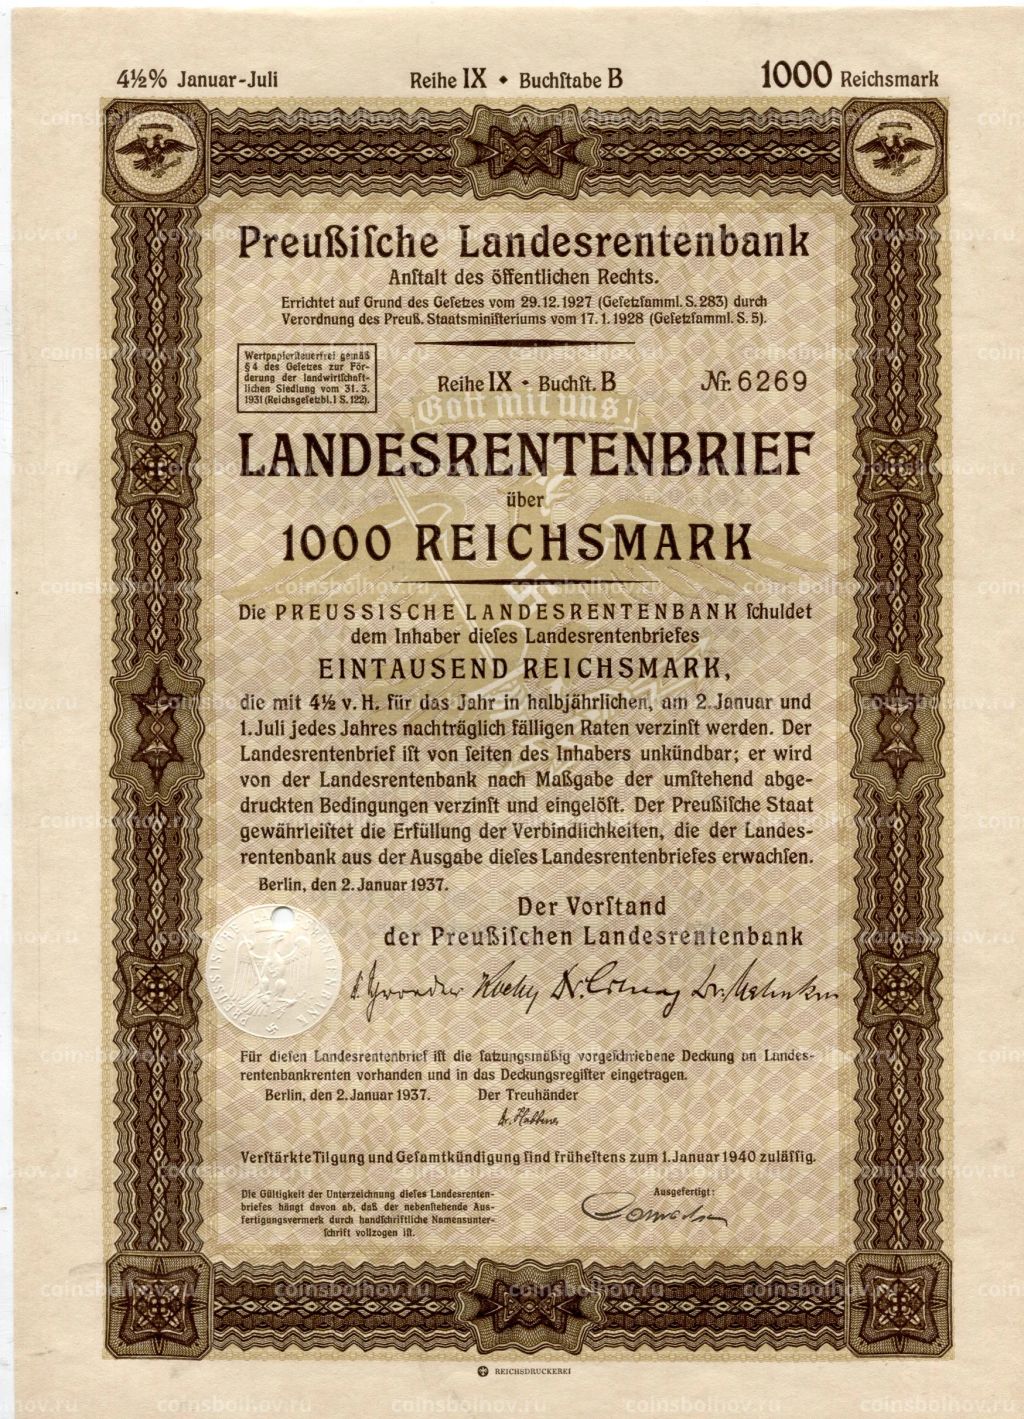 4½% Januar-Juli Reihe IX • Buchſtabe B 1000 Reichsmark
Preußiſche Landesrentenbank
Anſtalt des öffentlichen Rechts.
Errichtet auf Grund des Geſetzes vom 29.12.1927 (Geſetzſamml. S. 283) durch
Verordnung des Preuß. Staatsminiſteriums vom 17.1.1928 (Geſetzſamml. S. 5).
Wertpapierſteuerfrei gemäß
§ 4 des Geſetzes zur För-
derung der landwirtſchaft-
lichen Siedlung vom 31.3.
1931 (Reichsgeſetzbl. I S. 122).
Reihe IX • Buchſt. B Nr. 6269
Gott mit uns!
LANDESRENTENBRIEF
über
1000 REICHSMARK
Die PREUSSISCHE LANDESRENTENBANK ſchuldet
dem Inhaber dieſes Landesrentenbriefes
EINTAUSEND REICHSMARK,
die mit 4½ v. H. für das Jahr in halbjährlichen, am 2. Januar und
1. Juli jedes Jahres nachträglich fälligen Raten verzinſt werden. Der
Landesrentenbrief iſt von ſeiten des Inhabers unkündbar; er wird
von der Landesrentenbank nach Maßgabe der umſtehend abge-
druckten Bedingungen verzinſt und eingelöſt. Der Preußiſche Staat
gewährleiſtet die Erfüllung der Verbindlichkeiten, die der Landes-
rentenbank aus der Ausgabe dieſes Landesrentenbriefes erwachſen.
Berlin, den 2. Januar 1937.
Der Vorſtand
der Preußiſchen Landesrentenbank
PREUSSISCHE LANDESRENTENBANK
Für dieſen Landesrentenbrief iſt die ſatzungsmäßig vorgeſchriebene Deckung an Landes-
rentenbankrenten vorhanden und in das Deckungsregiſter eingetragen.
Berlin, den 2. Januar 1937. Der Treuhänder
Verſtärkte Tilgung und Geſamtkündigung ſind früheſtens zum 1. Januar 1940 zuläſſig.
Die Gültigkeit der Unterzeichnung dieſes Landesrenten-
briefes hängt davon ab, daß der nebenſtehende Aus-
fertigungsvermerk durch handſchriftliche Namensunter-
ſchrift vollzogen iſt.
Ausgefertigt:
REICHSDRUCKEREI
coinsbolhov.ru